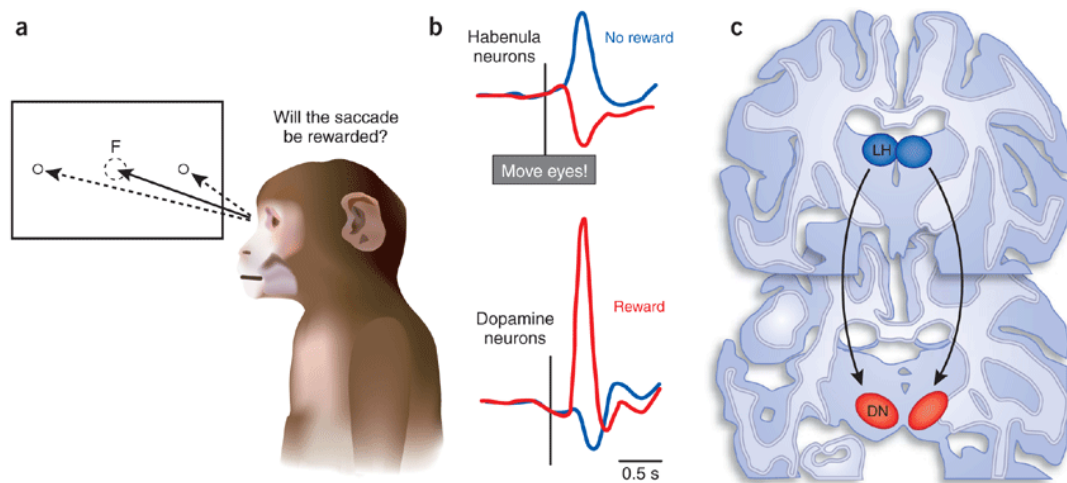 a
F
Will the saccade
be rewarded?
b
Habenula
neurons
No reward
Move eyes!
Dopamine
neurons
Reward
0.5 s
c
LH
DN